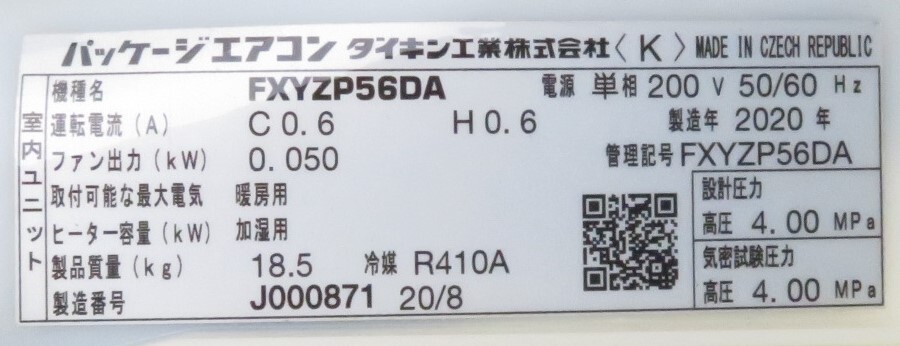 パッケージエアコン ダイキン工業株式会社〈K〉 MADE IN CZECH REPUBLIC
室内ユニット
機種名 FXYZP56DA 電源 単相 200 V 50/60 Hz
運転電流(A) C 0.6 H 0.6 製造年 2020 年
ファン出力(kW) 0.050 管理記号 FXYZP56DA
取付可能な最大電気 暖房用
ヒーター容量(kW) 加湿用
製品質量(kg) 18.5 冷媒 R410A
製造番号 J000871 20/8
設計圧力
高圧 4.00 MPa
気密試験圧力
高圧 4.00 MPa